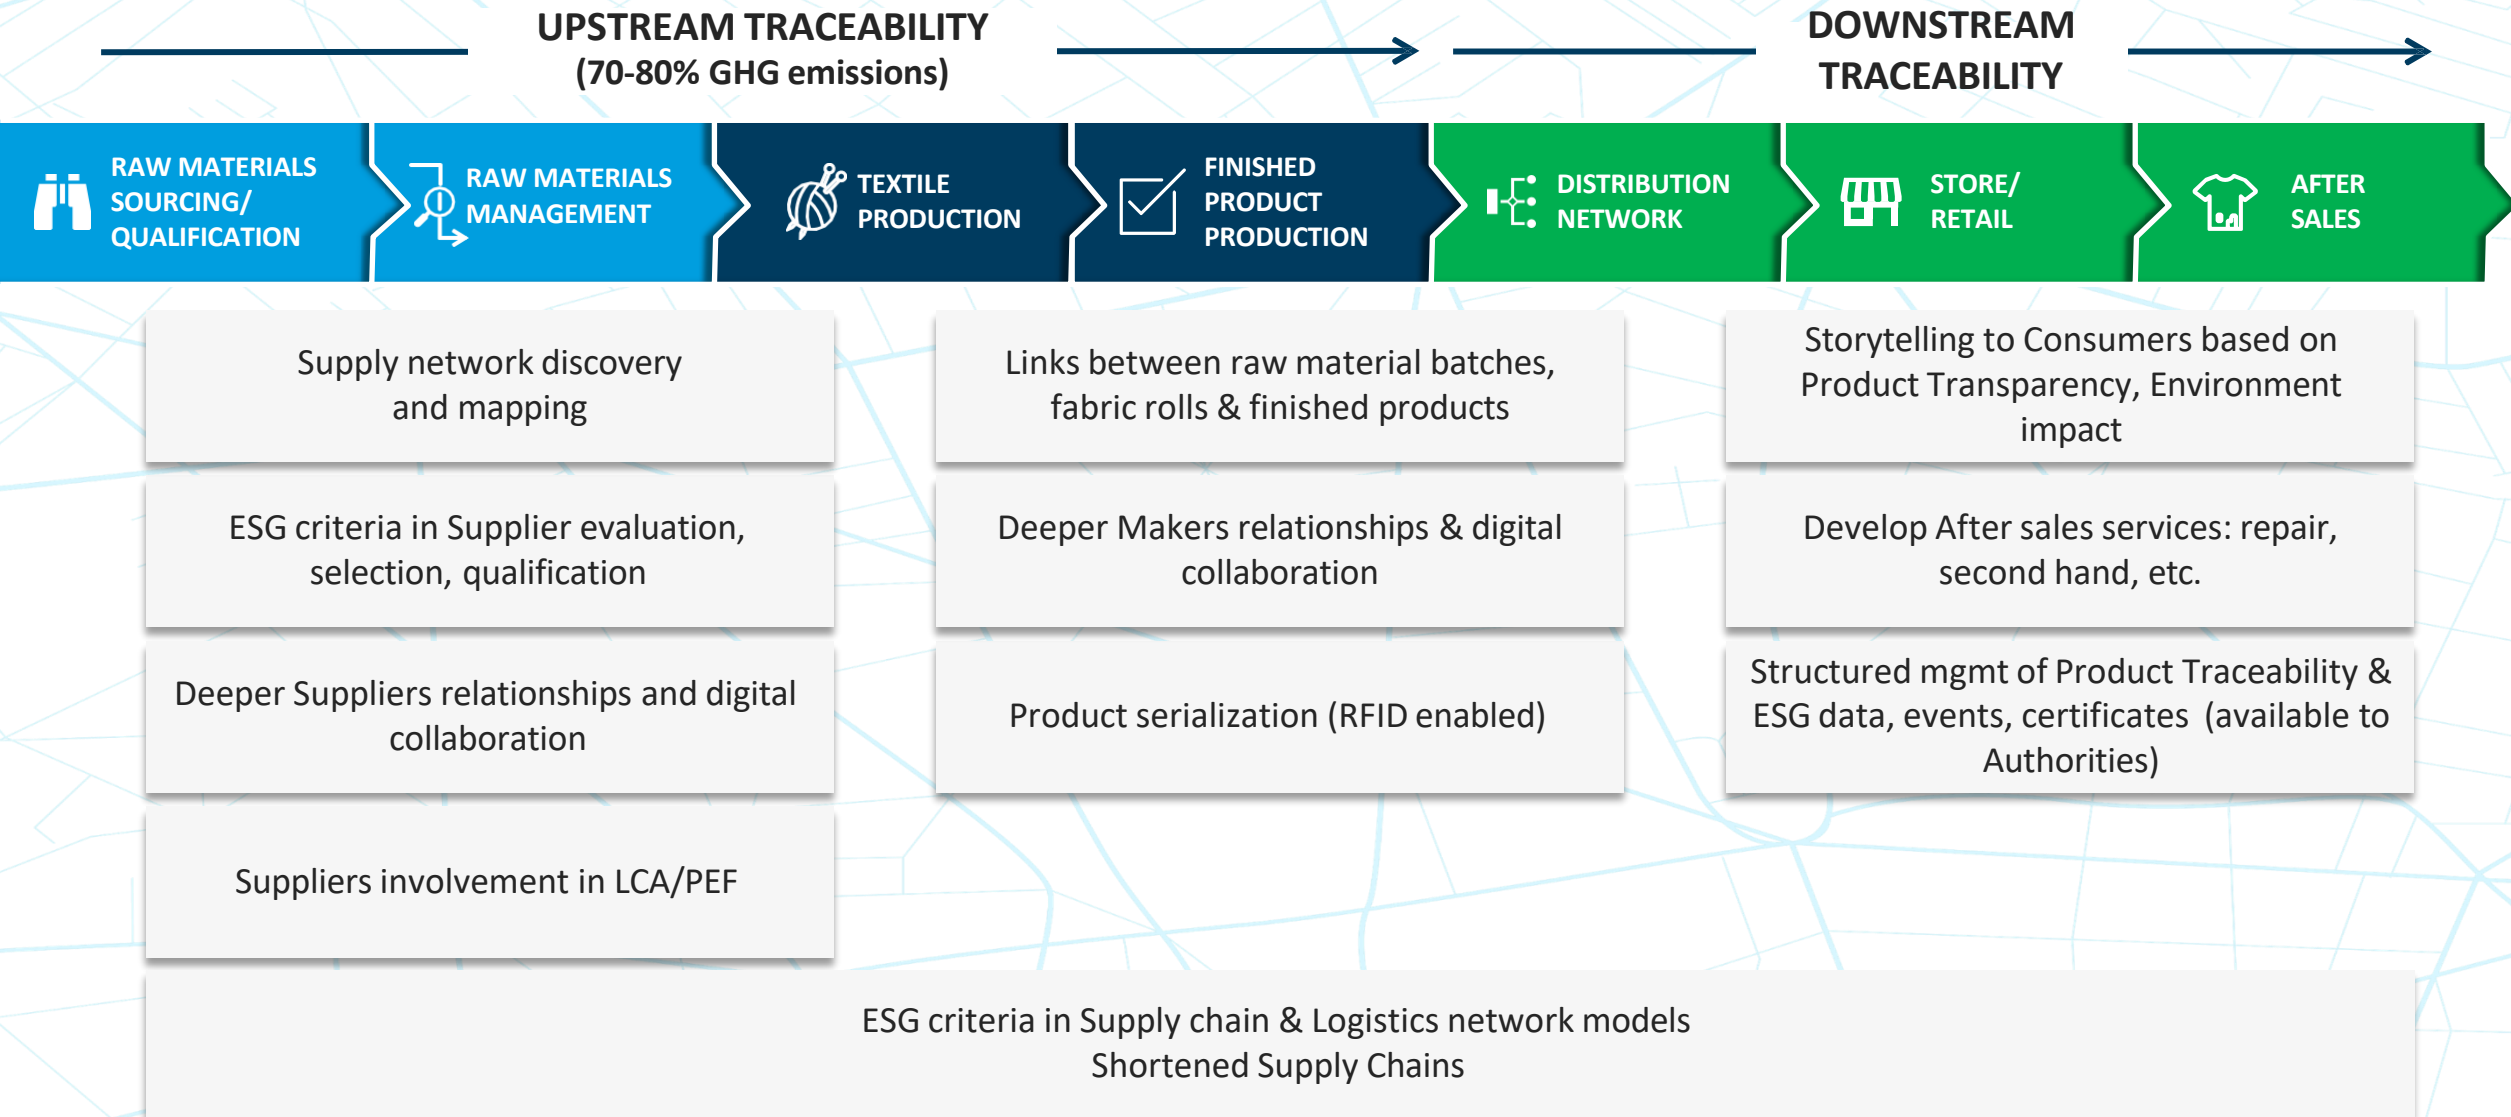 UPSTREAM TRACEABILITY
(70-80% GHG emissions)
DOWNSTREAM
TRACEABILITY
RAW MATERIALS
SOURCING/
QUALIFICATION
RAW MATERIALS
MANAGEMENT
TEXTILE
PRODUCTION
FINISHED
PRODUCT
PRODUCTION
DISTRIBUTION
NETWORK
STORE/
RETAIL
AFTER
SALES
Supply network discovery
and mapping
ESG criteria in Supplier evaluation,
selection, qualification
Deeper Suppliers relationships and digital
collaboration
Suppliers involvement in LCA/PEF
Links between raw material batches,
fabric rolls & finished products
Deeper Makers relationships & digital
collaboration
Product serialization (RFID enabled)
Storytelling to Consumers based on
Product Transparency, Environment
impact
Develop After sales services: repair,
second hand, etc.
Structured mgmt of Product Traceability &
ESG data, events, certificates (available to
Authorities)
ESG criteria in Supply chain & Logistics network models
Shortened Supply Chains